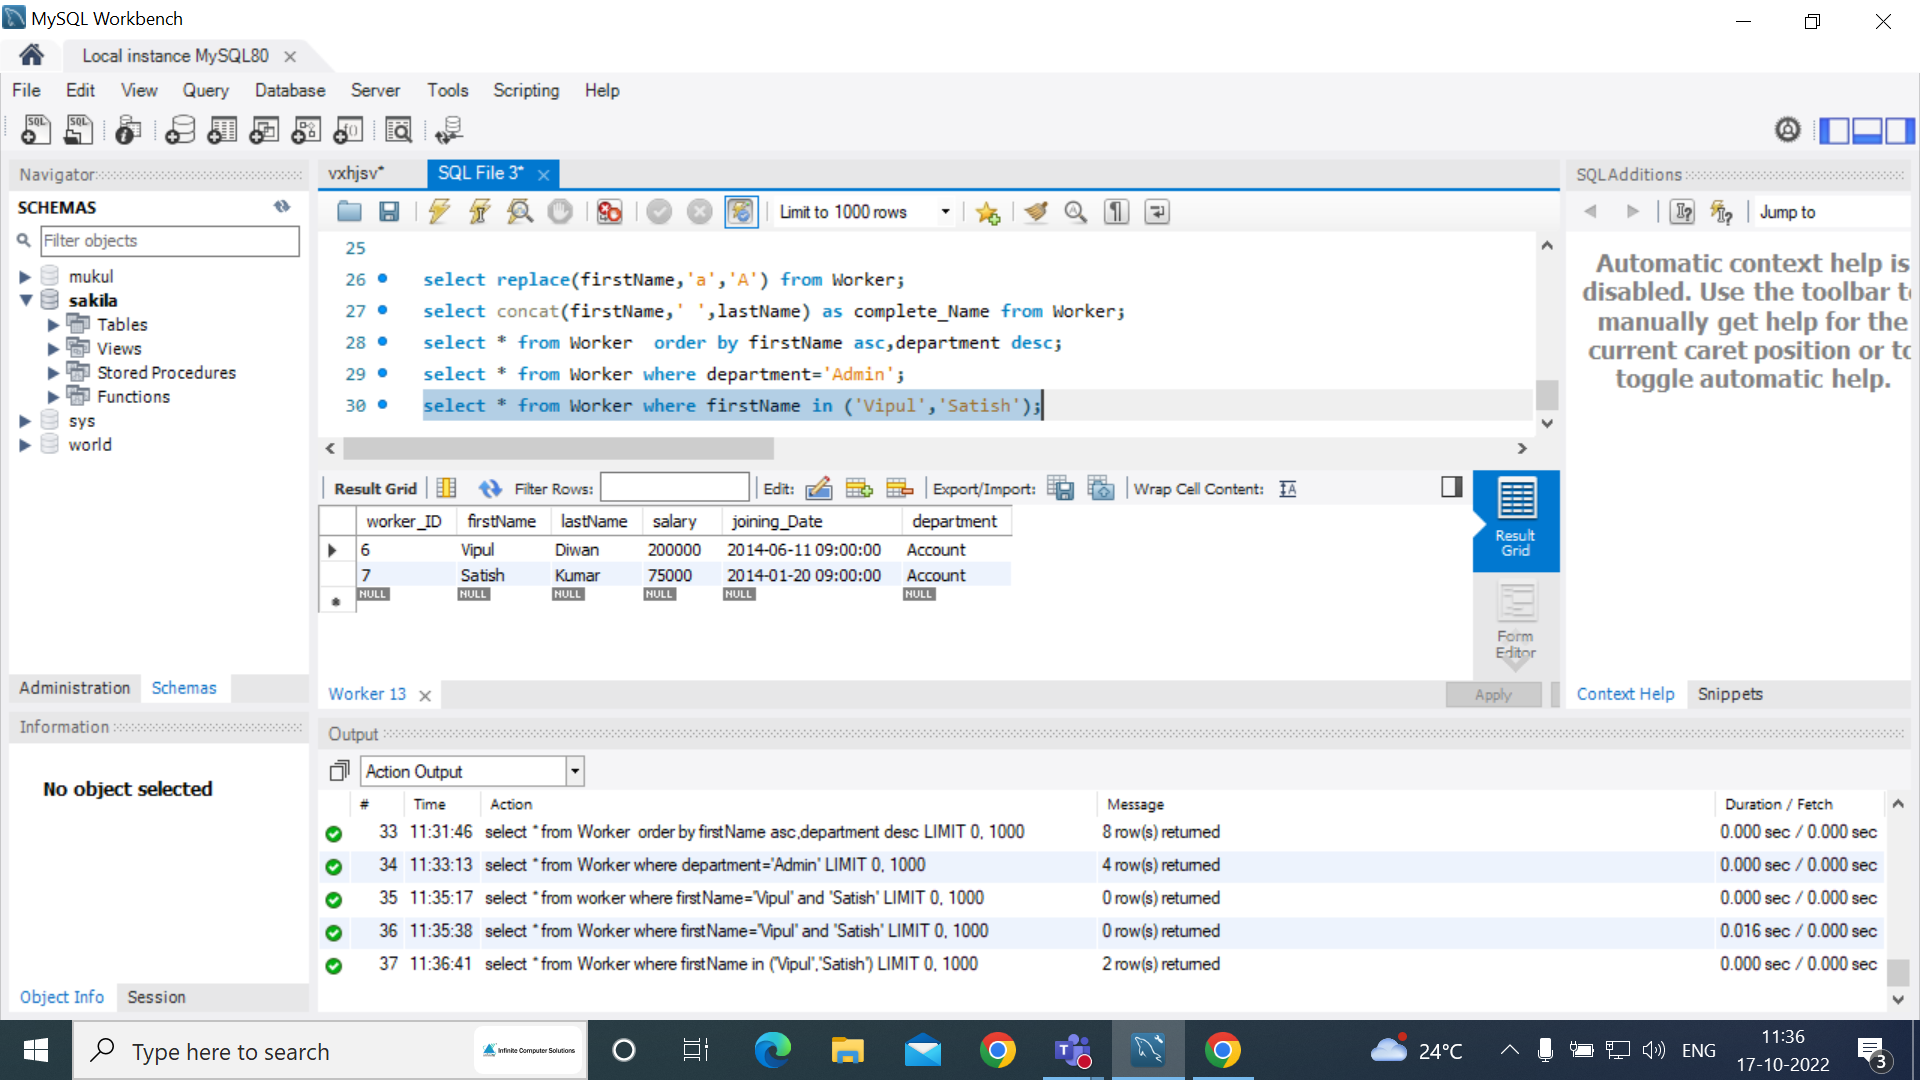 MySQL Workbench
Local instance MySQL80
File Edit View Query Database Server Tools Scripting Help
Navigator
SCHEMAS
Filter objects
mukul
sakila
Tables
Views
Stored Procedures
Functions
sys
world
Administration Schemas
Information
No object selected
Object Info Session
vxhjsv* SQL File 3*
Limit to 1000 rows
25
26 select replace(firstName,'a','A') from Worker;
27 select concat(firstName,' ',lastName) as complete_Name from Worker;
28 select * from Worker  order by firstName asc,department desc;
29 select * from Worker where department='Admin';
30 select * from Worker where firstName in ('Vipul','Satish');
Result Grid Filter Rows: Edit: Export/Import: Wrap Cell Content:
worker_ID firstName lastName salary joining_Date department
6 Vipul Diwan 200000 2014-06-11 09:00:00 Account
7 Satish Kumar 75000 2014-01-20 09:00:00 Account
NULL NULL NULL NULL NULL NULL
Result
Grid
Form
Editor
Worker 13
Apply
SQLAdditions
Jump to
Automatic context help is
disabled. Use the toolbar to
manually get help for the
current caret position or to
toggle automatic help.
Context Help Snippets
Output
Action Output
# Time Action Message Duration / Fetch
33 11:31:46 select * from Worker  order by firstName asc,department desc LIMIT 0, 1000 8 row(s) returned 0.000 sec / 0.000 sec
34 11:33:13 select * from Worker where department='Admin' LIMIT 0, 1000 4 row(s) returned 0.000 sec / 0.000 sec
35 11:35:17 select * from worker where firstName='Vipul' and 'Satish' LIMIT 0, 1000 0 row(s) returned 0.000 sec / 0.000 sec
36 11:35:38 select * from Worker where firstName='Vipul' and 'Satish' LIMIT 0, 1000 0 row(s) returned 0.016 sec / 0.000 sec
37 11:36:41 select * from Worker where firstName in ('Vipul','Satish') LIMIT 0, 1000 2 row(s) returned 0.000 sec / 0.000 sec
Type here to search
Infinite Computer Solutions
24°C
ENG
11:36
17-10-2022
3